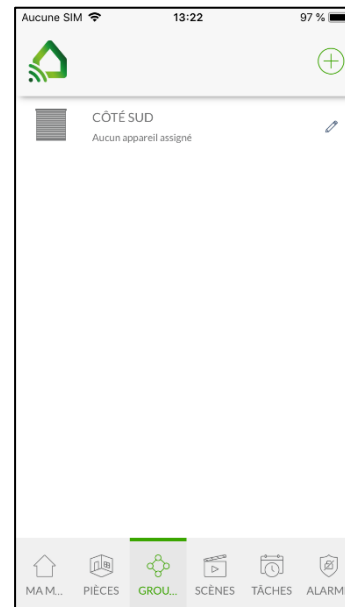 Aucune SIM 13:22 97 %
CÔTÉ SUD
Aucun appareil assigné
MA M... PIÈCES GROU... SCÈNES TÂCHES ALARM